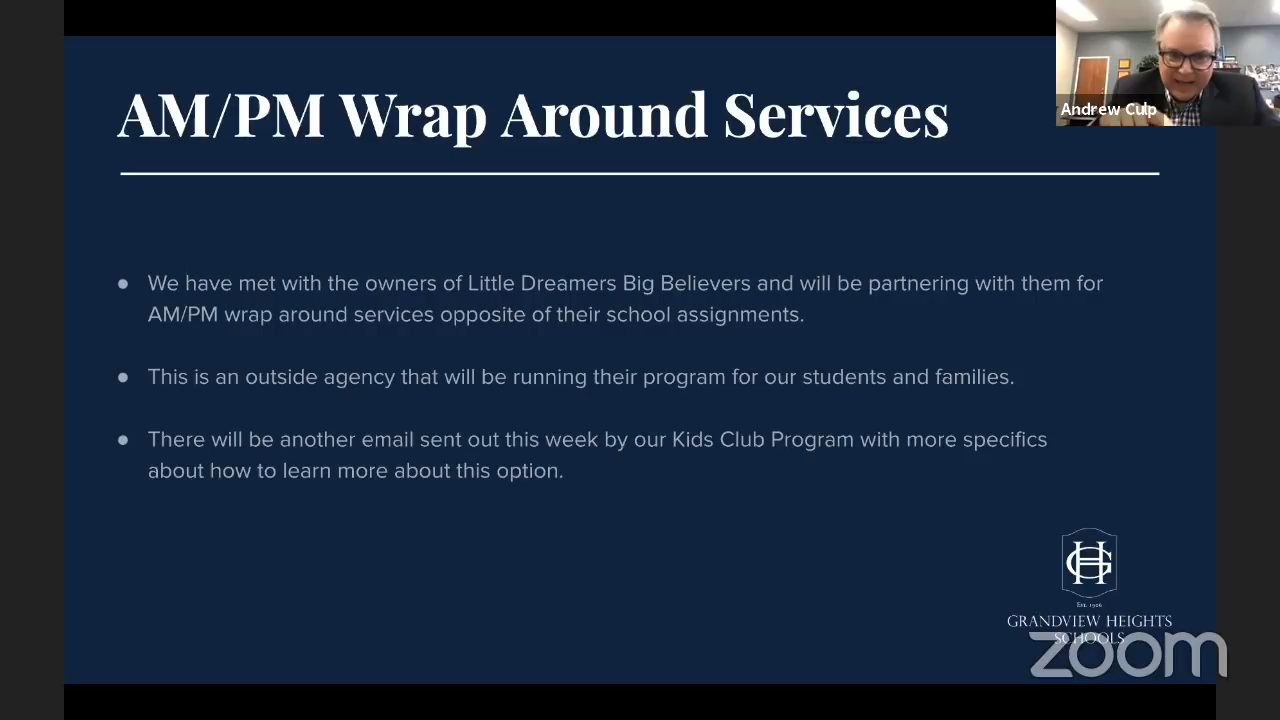 AM/PM Wrap Around Services
Andrew Culp
● We have met with the owners of Little Dreamers Big Believers and will be partnering with them for
AM/PM wrap around services opposite of their school assignments.
● This is an outside agency that will be running their program for our students and families.
● There will be another email sent out this week by our Kids Club Program with more specifics
about how to learn more about this option.
GH
Est. 1906
GRANDVIEW HEIGHTS
SCHOOLS
zoom